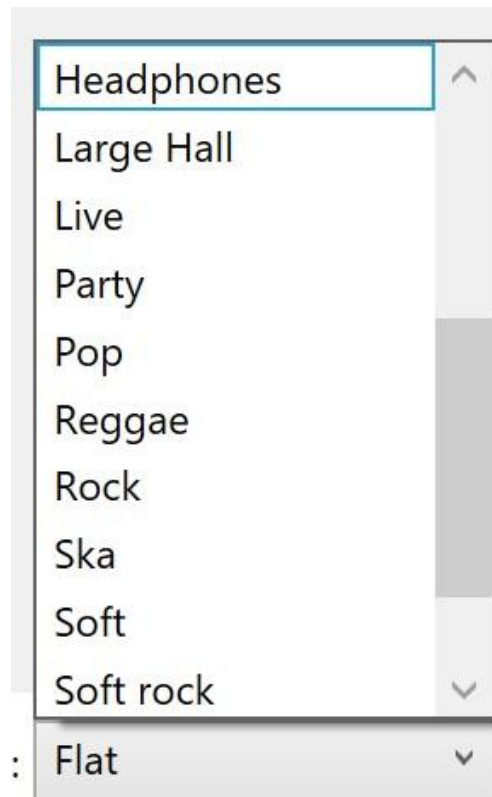 Headphones
Large Hall
Live
Party
Pop
Reggae
Rock
Ska
Soft
Soft rock
: Flat